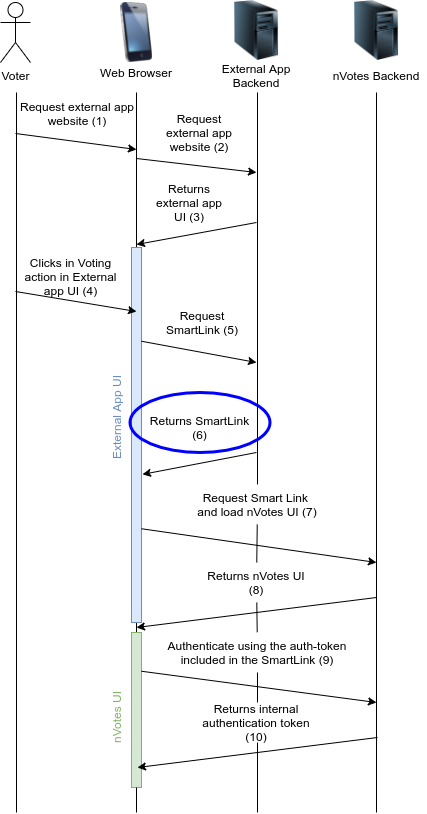 Voter
Web Browser
External App
Backend
nVotes Backend
Request external app
website (1)
Request
external app
website (2)
Returns
external app
UI (3)
Clicks in Voting
action in External
app UI (4)
Request
SmartLink (5)
External App UI
Returns SmartLink
(6)
Request Smart Link
and load nVotes UI (7)
Returns nVotes UI
(8)
Authenticate using the auth-token
included in the SmartLink (9)
nVotes UI
Returns internal
authentication token
(10)